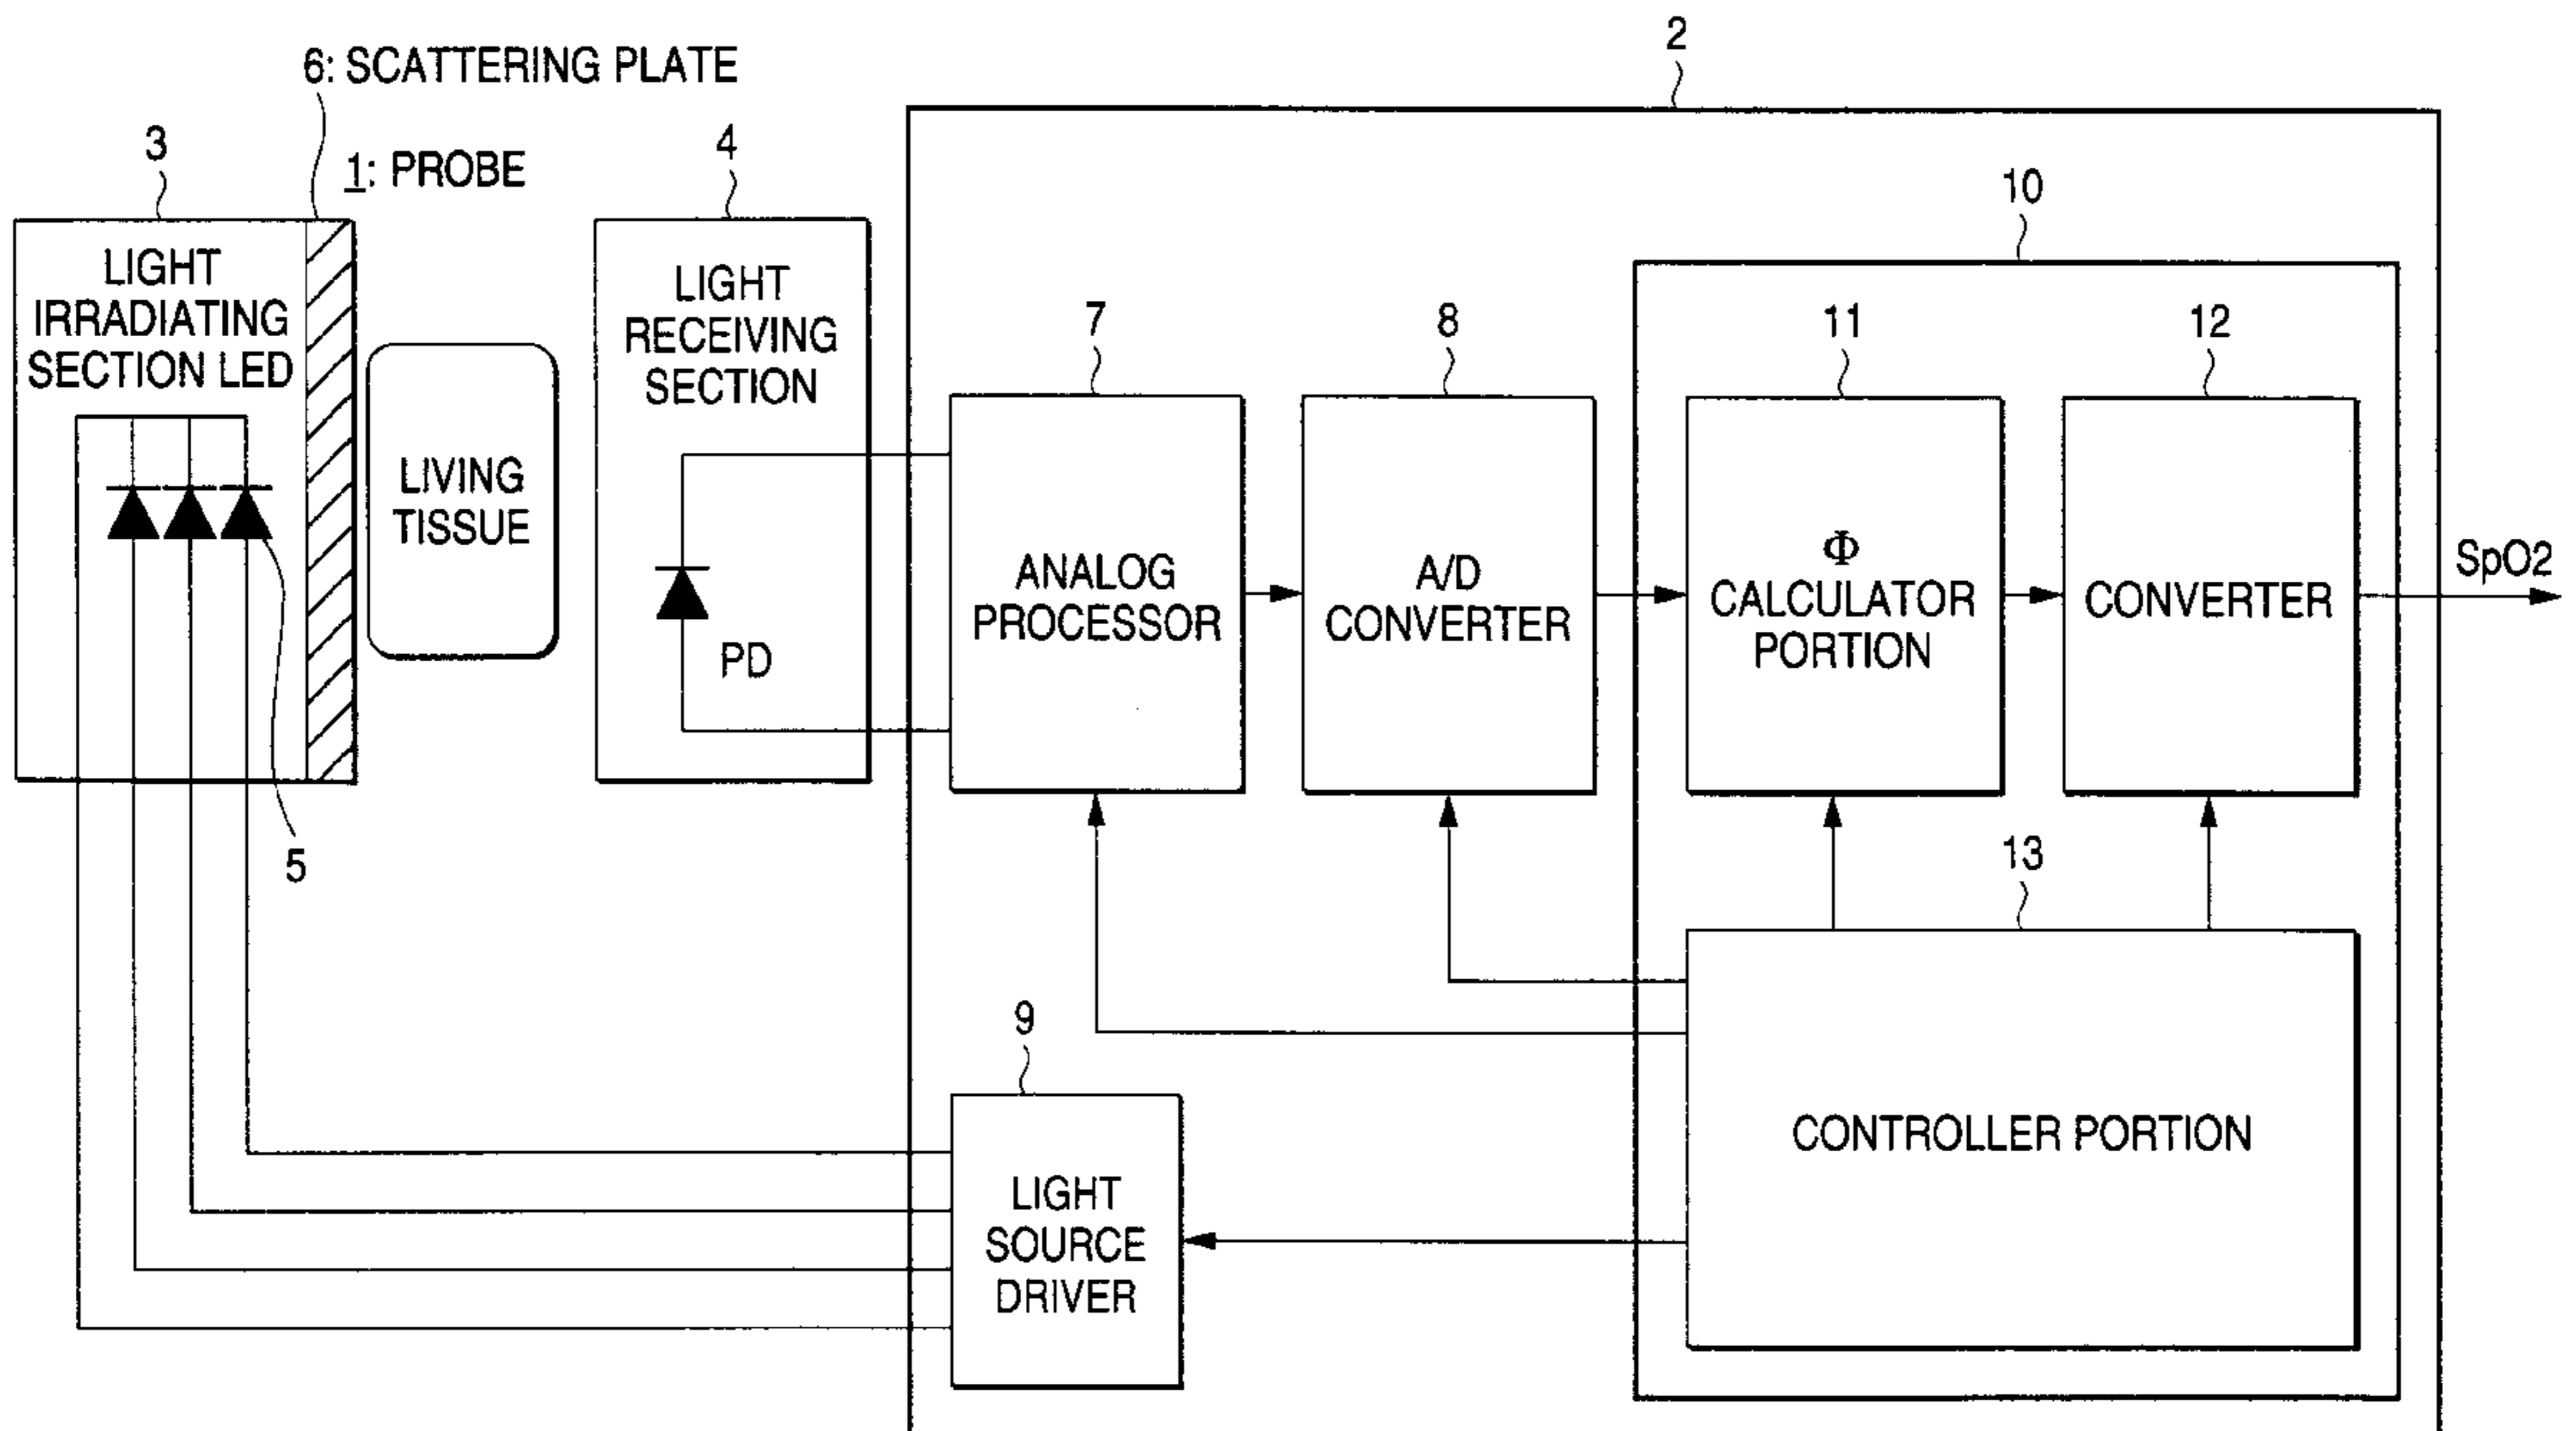 2
6: SCATTERING PLATE
3
1: PROBE
4
10
LIGHT
IRRADIATING
SECTION LED
LIGHT
RECEIVING
SECTION
7
8
11
12
LIVING
TISSUE
PD
ANALOG
PROCESSOR
A/D
CONVERTER
Φ
CALCULATOR
PORTION
CONVERTER
SpO2
5
13
9
CONTROLLER PORTION
LIGHT
SOURCE
DRIVER